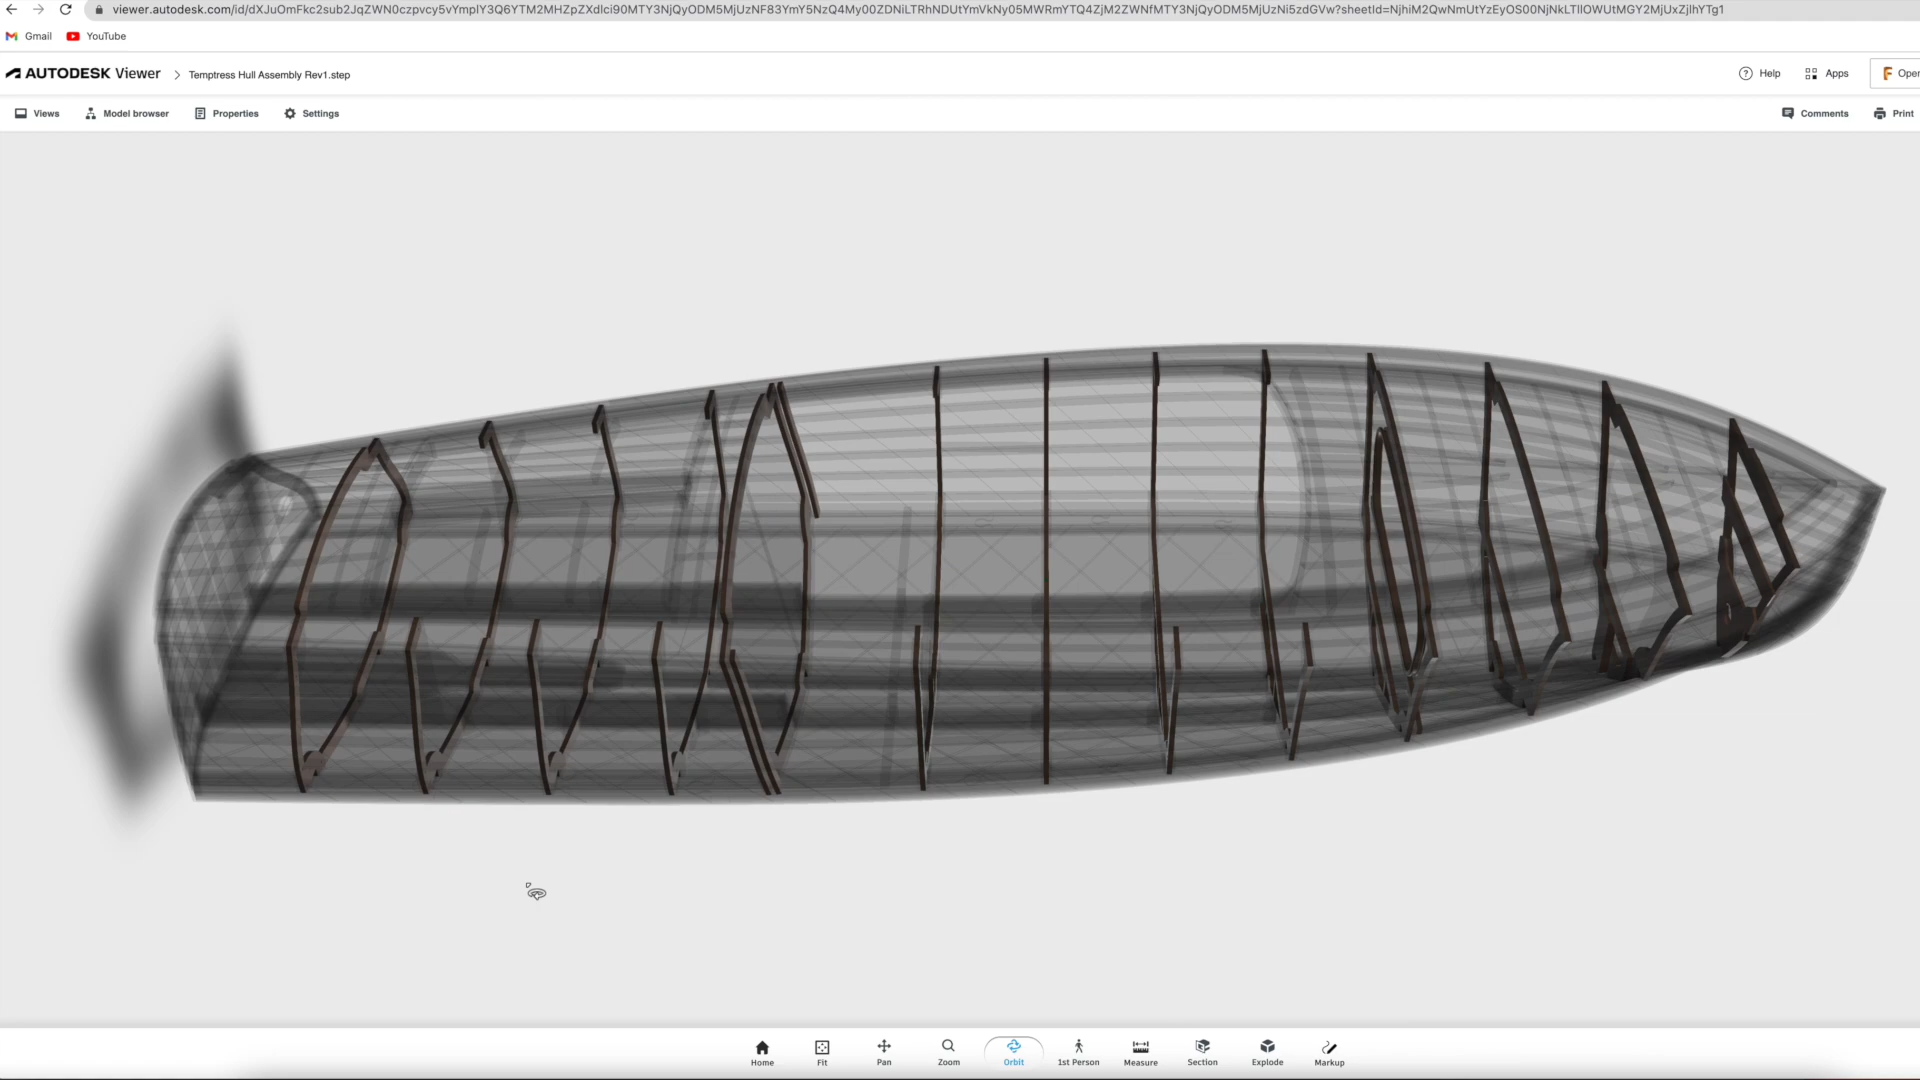 viewer.autodesk.com/id/dXJuOmFkc2sub2JqZWN0czpvcy5vYmplY3Q6YTM2MHZpZXdlci90MTY3NjQyODM5MjUzNF83YmY5NzQ4My00ZDNiLTRhNDUtYmVkNy05MWRmYTQ4ZjM2ZWNfMTY3NjQyODM5MjUzNi5zdGVw?sheetId=NjhiM2QwNmUtYzEyOS00NjNkLTllOWUtMGY2MjUxZjlhYTg1
Gmail YouTube
AUTODESK Viewer > Temptress Hull Assembly Rev1.step Help Apps Open
Views Model browser Properties Settings Comments Print
Home Fit Pan Zoom Orbit 1st Person Measure Section Explode Markup